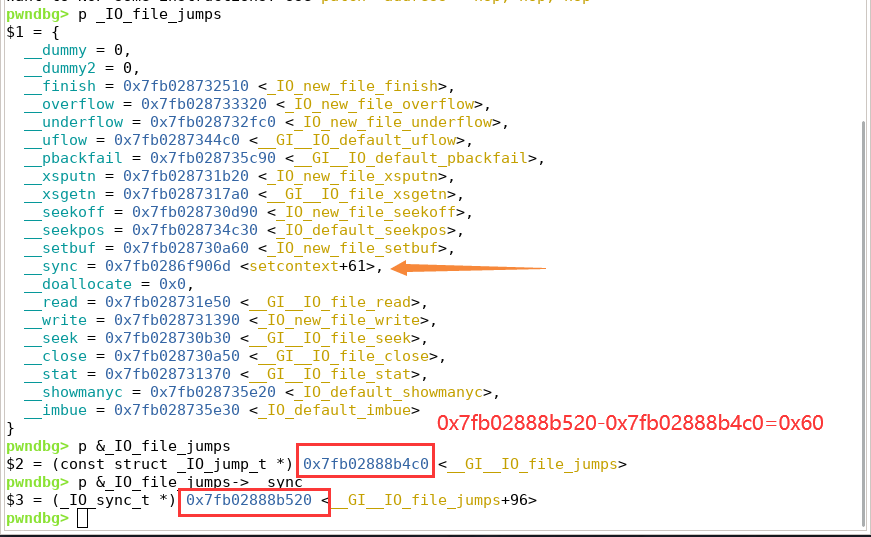 pwndbg> p _IO_file_jumps
$1 = {
__dummy = 0,
__dummy2 = 0,
__finish = 0x7fb028732510 <_IO_new_file_finish>,
__overflow = 0x7fb028733320 <_IO_new_file_overflow>,
__underflow = 0x7fb028732fc0 <_IO_new_file_underflow>,
__uflow = 0x7fb0287344c0 <__GI__IO_default_uflow>,
__pbackfail = 0x7fb028735c90 <__GI__IO_default_pbackfail>,
__xsputn = 0x7fb028731b20 <_IO_new_file_xsputn>,
__xsgetn = 0x7fb0287317a0 <__GI__IO_file_xsgetn>,
__seekoff = 0x7fb028730d90 <_IO_new_file_seekoff>,
__seekpos = 0x7fb028734c30 <_IO_default_seekpos>,
__setbuf = 0x7fb028730a60 <_IO_new_file_setbuf>,
__sync = 0x7fb0286f906d <setcontext+61>,
__doallocate = 0x0,
__read = 0x7fb028731e50 <__GI__IO_file_read>,
__write = 0x7fb028731390 <_IO_new_file_write>,
__seek = 0x7fb028730b30 <__GI__IO_file_seek>,
__close = 0x7fb028730a50 <__GI__IO_file_close>,
__stat = 0x7fb028731370 <__GI__IO_file_stat>,
__showmanyc = 0x7fb028735e20 <_IO_default_showmanyc>,
__imbue = 0x7fb028735e30 <_IO_default_imbue>
}
0x7fb02888b520-0x7fb02888b4c0=0x60
pwndbg> p &_IO_file_jumps
$2 = (const struct _IO_jump_t *) 0x7fb02888b4c0 <__GI__IO_file_jumps>
pwndbg> p &_IO_file_jumps->__sync
$3 = (_IO_sync_t *) 0x7fb02888b520 <__GI__IO_file_jumps+96>
pwndbg>